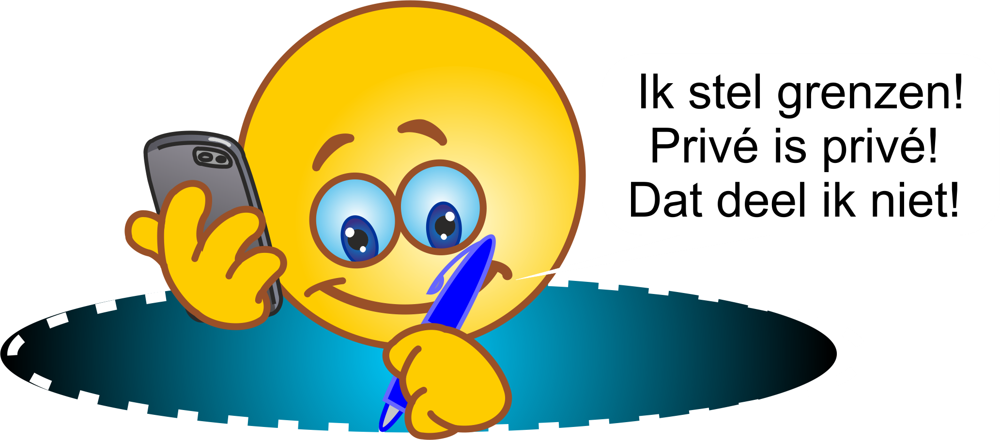 Ik stel grenzen!
Privé is privé!
Dat deel ik niet!